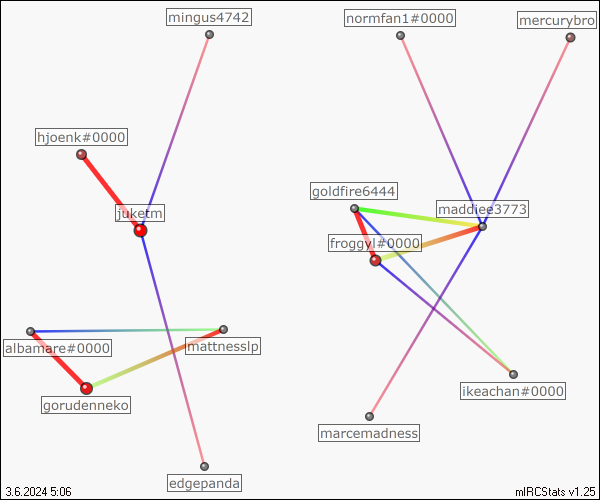 mingus4742
normfan1#0000
mercurybro
hjoenk#0000
goldfire6444
juketm
maddiee3773
froggyl#0000
albamare#0000
mattnesslp
ikeachan#0000
gorudenneko
marcemadness
edgepanda
3.6.2024 5:06
mIRCStats v1.25